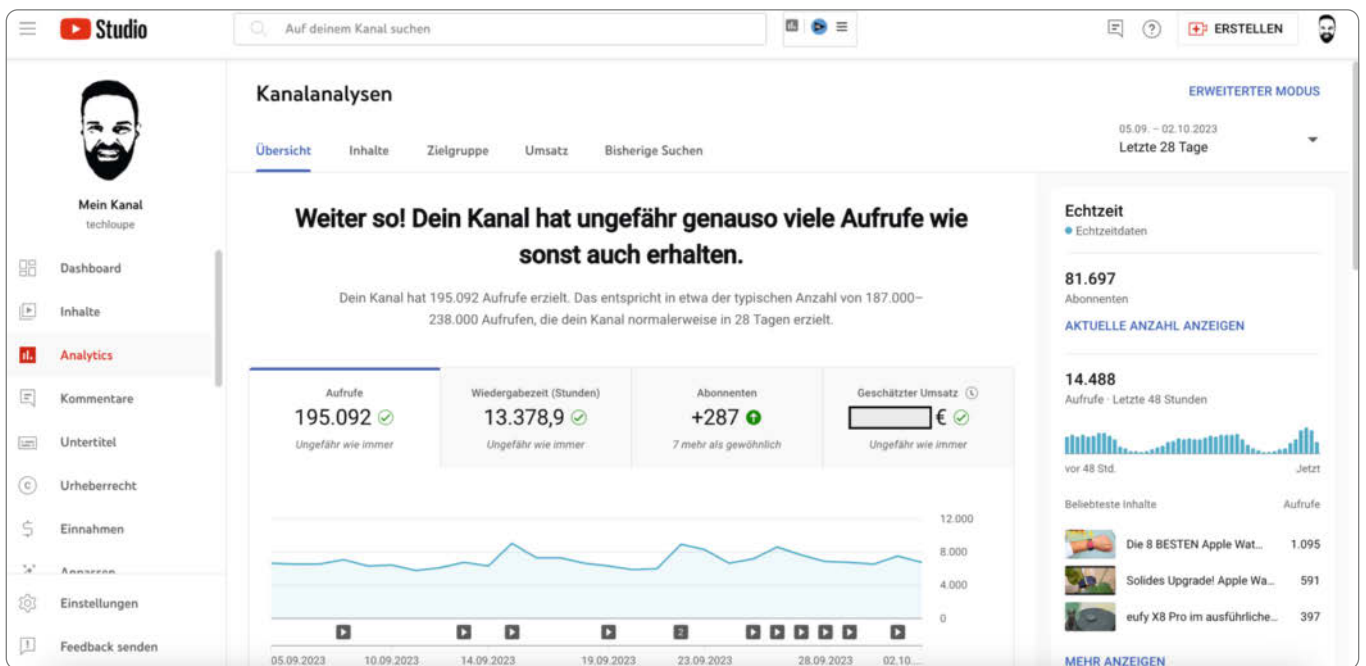 Studio
Auf deinem Kanal suchen
ERSTELLEN
Mein Kanal
techloupe
Dashboard
Inhalte
Analytics
Kommentare
Untertitel
Urheberrecht
Einnahmen
Anpassen
Einstellungen
Feedback senden
Kanalanalysen
ERWEITERTER MODUS
Übersicht Inhalte Zielgruppe Umsatz Bisherige Suchen
05.09. – 02.10.2023
Letzte 28 Tage
Weiter so! Dein Kanal hat ungefähr genauso viele Aufrufe wie
sonst auch erhalten.
Dein Kanal hat 195.092 Aufrufe erzielt. Das entspricht in etwa der typischen Anzahl von 187.000–
238.000 Aufrufen, die dein Kanal normalerweise in 28 Tagen erzielt.
Aufrufe
195.092
Ungefähr wie immer
Wiedergabezeit (Stunden)
13.378,9
Ungefähr wie immer
Abonnenten
+287
7 mehr als gewöhnlich
Geschätzter Umsatz
€
Ungefähr wie immer
12.000
8.000
4.000
0
2
05.09.2023 10.09.2023 14.09.2023 19.09.2023 23.09.2023 28.09.2023 02.10....
Echtzeit
Echtzeitdaten
81.697
Abonnenten
AKTUELLE ANZAHL ANZEIGEN
14.488
Aufrufe · Letzte 48 Stunden
vor 48 Std. Jetzt
Beliebteste Inhalte Aufrufe
Die 8 BESTEN Apple Wat... 1.095
Solides Upgrade! Apple Wa... 591
eufy X8 Pro im ausführliche... 397
MEHR ANZEIGEN